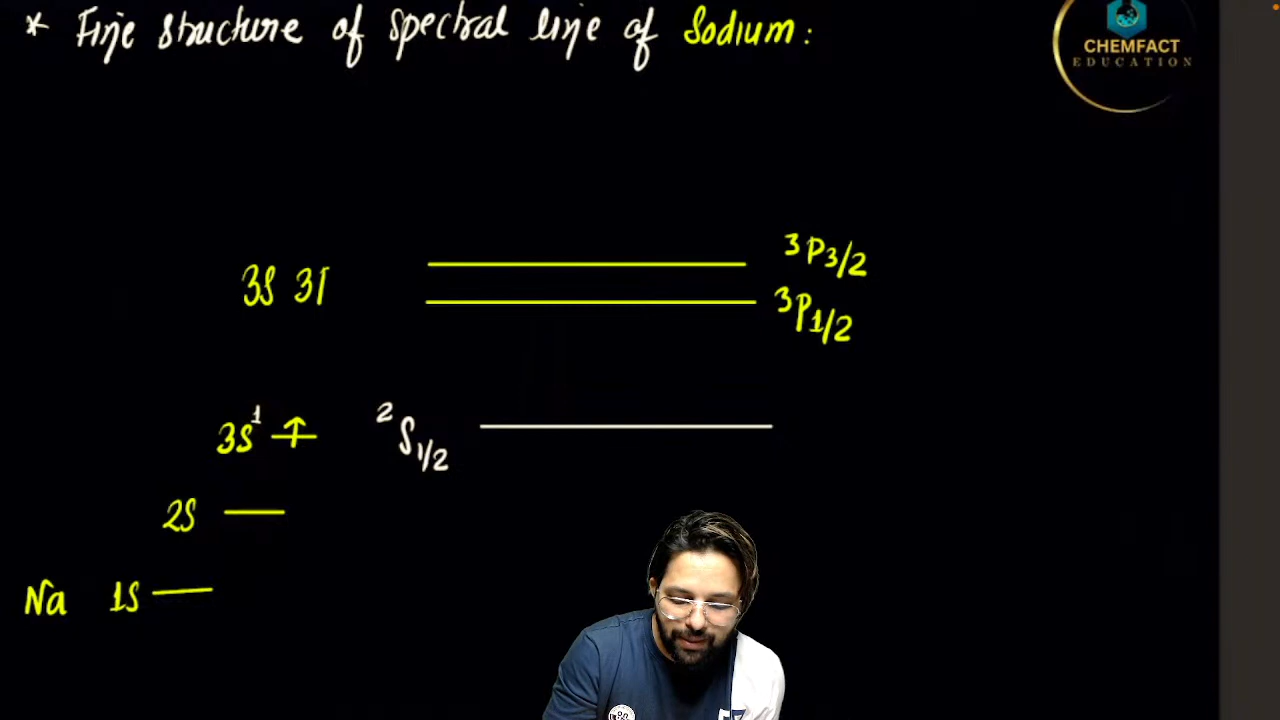 * Fine structure of spectral line of Sodium :
CHEMFACT
EDUCATION
3P3/2
3S 3P
3P1/2
3S1 2S1/2
2S
Na 1S